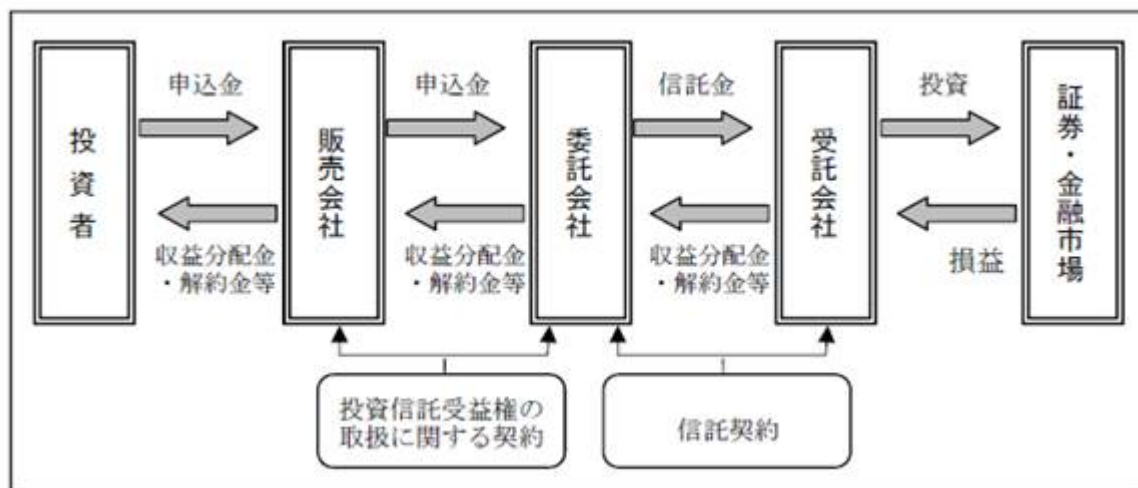 投資者
申込金
収益分配金
・解約金等
販売会社
申込金
収益分配金
・解約金等
委託会社
信託金
収益分配金
・解約金等
受託会社
投資
損益
証券・金融市場
投資信託受益権の
取扱に関する契約
信託契約